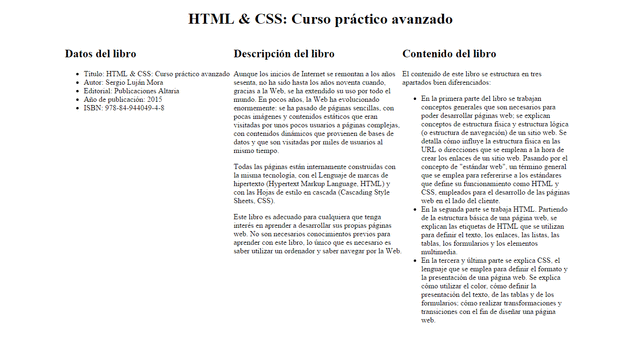 HTML & CSS: Curso práctico avanzado
Datos del libro
Título: HTML & CSS: Curso práctico avanzado
Autor: Sergio Luján Mora
Editorial: Publicaciones Altaria
Año de publicación: 2015
ISBN: 978-84-944049-4-8
Descripción del libro
Aunque los inicios de Internet se remontan a los años
sesenta, no ha sido hasta los años noventa cuando,
gracias a la Web, se ha extendido su uso por todo el
mundo. En pocos años, la Web ha evolucionado
enormemente: se ha pasado de páginas sencillas, con
pocas imágenes y contenidos estáticos que eran
visitadas por unos pocos usuarios a páginas complejas,
con contenidos dinámicos que provienen de bases de
datos y que son visitadas por miles de usuarios al
mismo tiempo.
Todas las páginas están internamente construidas con
la misma tecnología, con el Lenguaje de marcas de
hipertexto (Hypertext Markup Language, HTML) y
con las Hojas de estilo en cascada (Cascading Style
Sheets, CSS).
Este libro es adecuado para cualquiera que tenga
interés en aprender a desarrollar sus propias páginas
web. No son necesarios conocimientos previos para
aprender con este libro, lo único que es necesario es
saber utilizar un ordenador y saber navegar por la Web.
Contenido del libro
El contenido de este libro se estructura en tres
apartados bien diferenciados:
En la primera parte del libro se trabajan
conceptos generales que son necesarios para
poder desarrollar páginas web; se explican
conceptos de estructura física y estructura lógica
(o estructura de navegación) de un sitio web. Se
detalla cómo influye la estructura física en las
URL o direcciones que se emplean a la hora de
crear los enlaces de un sitio web. Pasando por el
concepto de "estándar web", un término general
que se emplea para refererirse a los estándares
que define su funcionamiento como HTML y
CSS, empleados para el desarrollo de las páginas
web en el lado del cliente.
En la segunda parte se trabaja HTML. Partiendo
de la estructura básica de una página web, se
explican las etiquetas de HTML que se utilizan
para definir el texto, los enlaces, las listas, las
tablas, los formularios y los elementos
multimedia.
En la tercera y última parte se explica CSS, el
lenguaje que se emplea para definir el formato y
la presentación de una página web. Se explica
cómo utilizar el color, cómo definir la
presentación del texto, de las tablas y de los
formularios; cómo realizar transformaciones y
transiciones con el fin de diseñar una página
web.